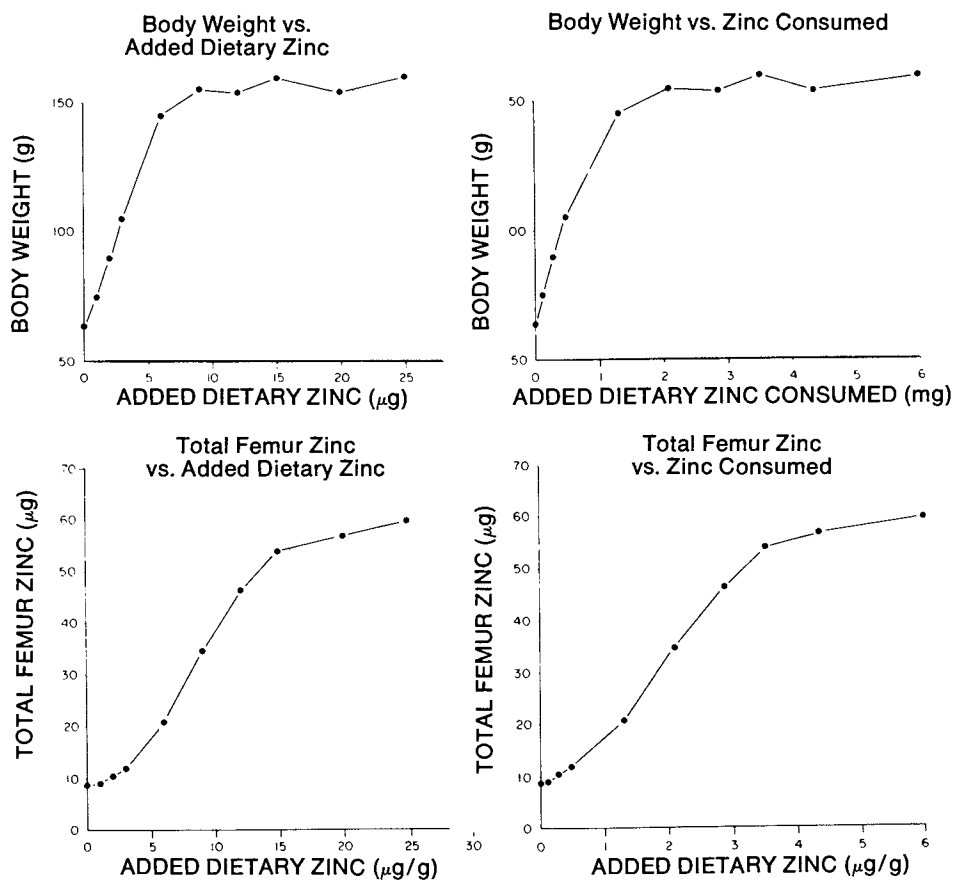 Body Weight vs.
Added Dietary Zinc
BODY WEIGHT (g)
150
100
50
0 5 10 15 20 25
ADDED DIETARY ZINC (μg)
Body Weight vs. Zinc Consumed
BODY WEIGHT (g)
50
00
50
0 1 2 3 4 5 6
ADDED DIETARY ZINC CONSUMED (mg)
Total Femur Zinc
vs. Added Dietary Zinc
TOTAL FEMUR ZINC (μg)
70
60
50
40
30
20
10
0
0 5 10 15 20 25 30
ADDED DIETARY ZINC (μg/g)
Total Femur Zinc
vs. Zinc Consumed
TOTAL FEMUR ZINC (μg)
70
60
50
40
30
20
10
0
0 1 2 3 4 5 6
ADDED DIETARY ZINC (μg/g)